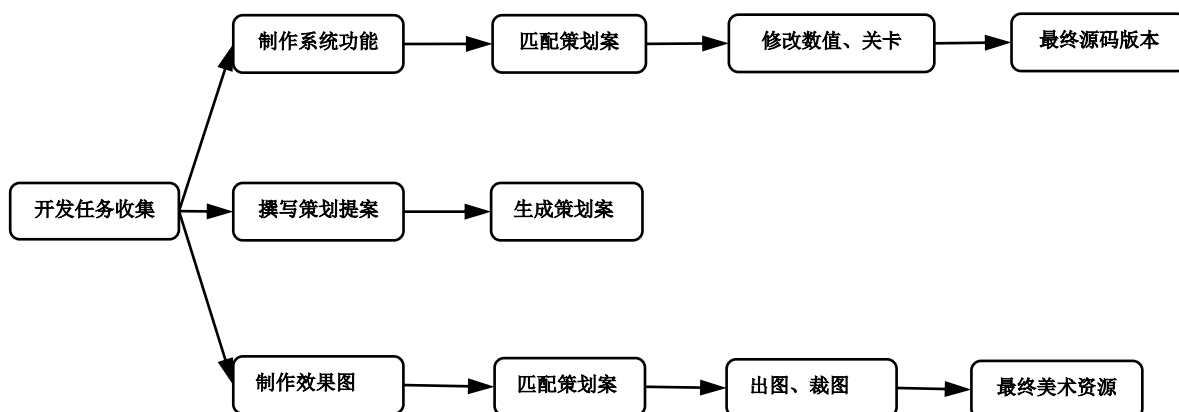 制作系统功能
匹配策划案
修改数值、关卡
最终源码版本
开发任务收集
撰写策划提案
生成策划案
制作效果图
匹配策划案
出图、裁图
最终美术资源